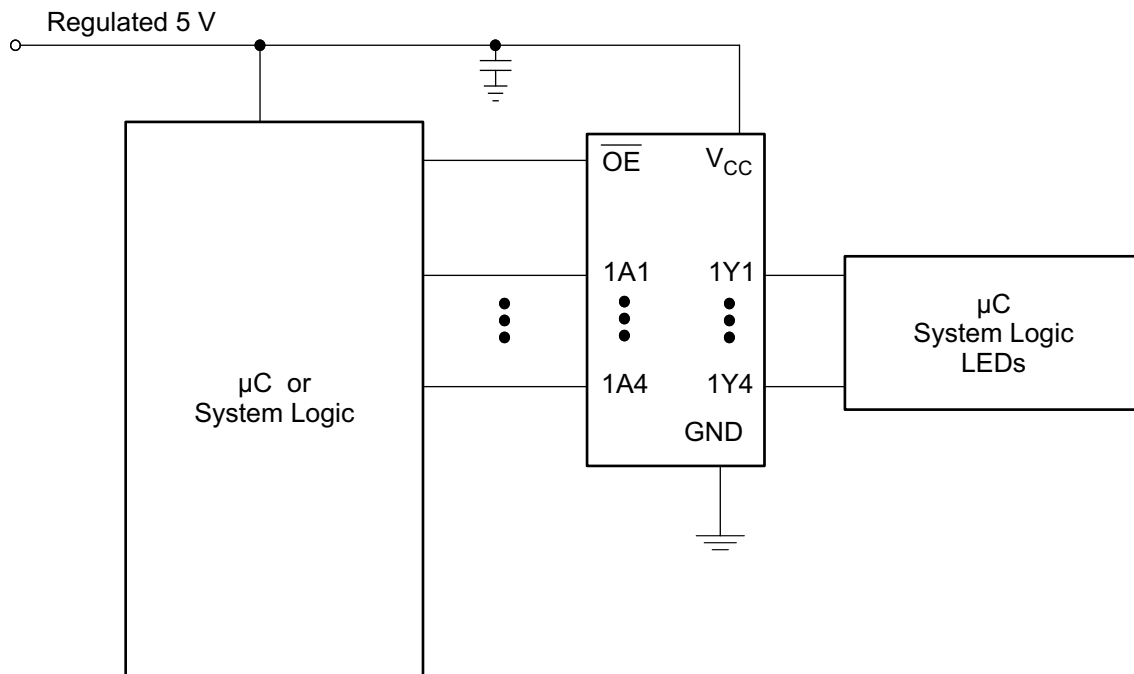 Regulated 5 V
OE VCC
1A1 1Y1
1A4 1Y4
GND
µC or
System Logic
µC
System Logic
LEDs